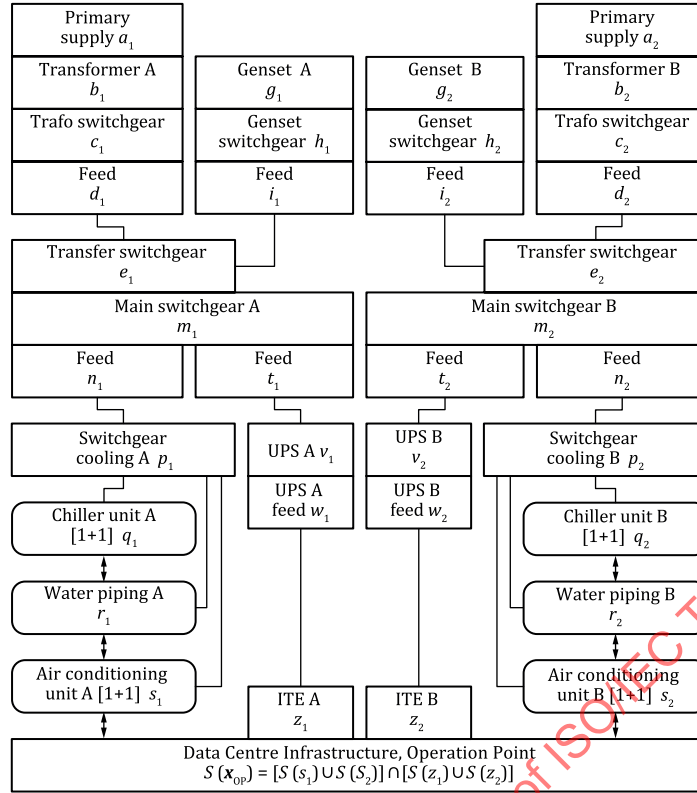 Primary
supply a₁
Primary
supply a₂
Transformer A
b₁
Genset A
g₁
Genset B
g₂
Transformer B
b₂
Trafo switchgear
c₁
Genset
switchgear h₁
Genset
switchgear h₂
Trafo switchgear
c₂
Feed
d₁
Feed
i₁
Feed
i₂
Feed
d₂
Transfer switchgear
e₁
Transfer switchgear
e₂
Main switchgear A
m₁
Main switchgear B
m₂
Feed
n₁
Feed
t₁
Feed
t₂
Feed
n₂
Switchgear
cooling A p₁
UPS A v₁
UPS B
v₂
Switchgear
cooling B p₂
UPS A
feed w₁
UPS B
feed w₂
Chiller unit A
[1+1] q₁
Chiller unit B
[1+1] q₂
Water piping A
r₁
Water piping B
r₂
Air conditioning
unit A [1+1] s₁
ITE A
z₁
ITE B
z₂
Air conditioning
unit B [1+1] s₂
Data Centre Infrastructure, Operation Point
S (x_OP) = [S (s₁) ∪ S (S₂)] ∩ [S (z₁) ∪ S (z₂)]
of ISO/IEC T